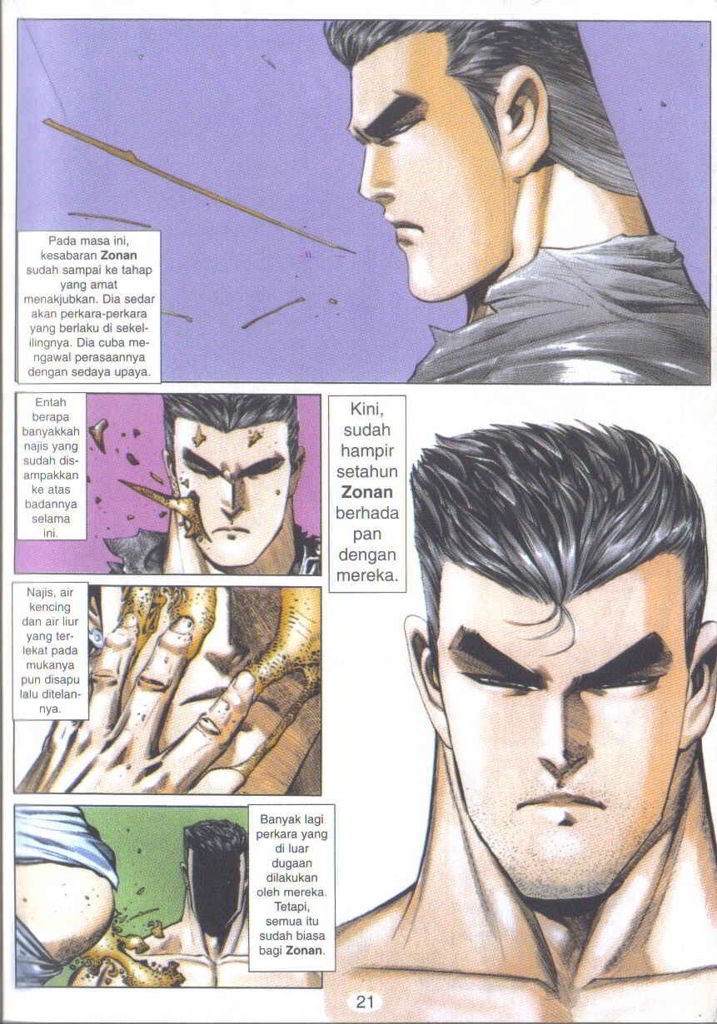 Pada masa ini,
kesabaran Zonan
sudah sampai ke tahap
yang amat
menakjubkan. Dia sedar
akan perkara-perkara
yang berlaku di sekel-
ilingnya. Dia cuba me-
ngawal perasaannya
dengan sedaya upaya.
Entah
berapa
banyakkah
najis yang
sudah dis-
ampakkan
ke atas
badannya
selama
ini.
Kini,
sudah
hampir
setahun
Zonan
berhada
pan
dengan
mereka.
Najis, air
kencing
dan air liur
yang ter-
lekat pada
mukanya
pun disapu
lalu ditelan-
nya.
Banyak lagi
perkara yang
di luar
dugaan
dilakukan
oleh mereka.
Tetapi,
semua itu
sudah biasa
bagi Zonan.
21